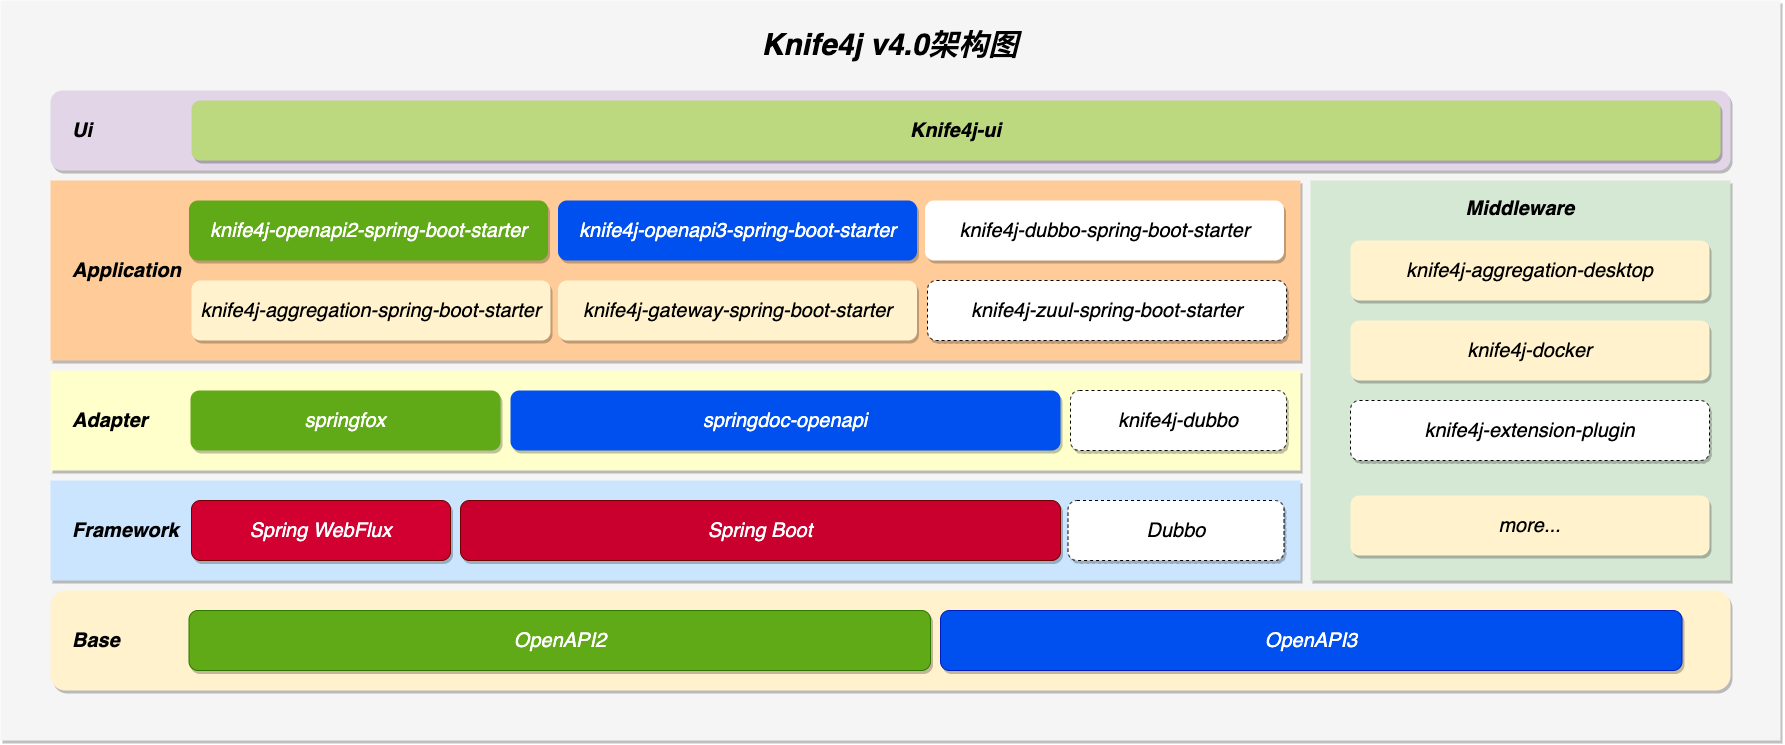 Knife4j v4.0架构图
Ui
Knife4j-ui
Application
knife4j-openapi2-spring-boot-starter
knife4j-openapi3-spring-boot-starter
knife4j-dubbo-spring-boot-starter
knife4j-aggregation-spring-boot-starter
knife4j-gateway-spring-boot-starter
knife4j-zuul-spring-boot-starter
Middleware
knife4j-aggregation-desktop
knife4j-docker
knife4j-extension-plugin
more...
Adapter
springfox
springdoc-openapi
knife4j-dubbo
Framework
Spring WebFlux
Spring Boot
Dubbo
Base
OpenAPI2
OpenAPI3